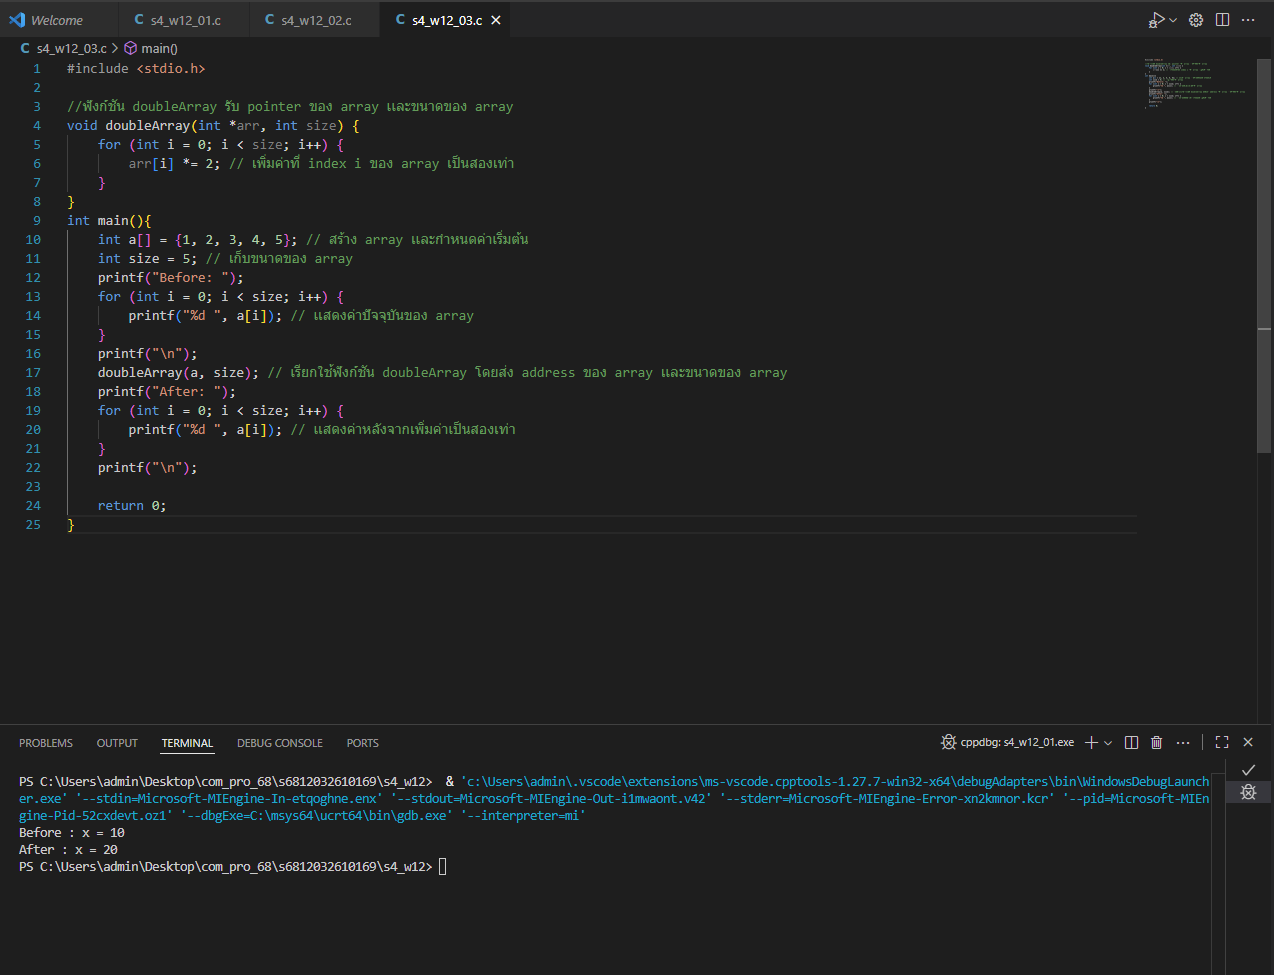 Welcome
C s4_w12_01.c
C s4_w12_02.c
C s4_w12_03.c
C s4_w12_03.c > main()
1 #include <stdio.h>
2
3 //ฟังก์ชัน doubleArray รับ pointer ของ array และขนาดของ array
4 void doubleArray(int *arr, int size) {
5 for (int i = 0; i < size; i++) {
6 arr[i] *= 2; // เพิ่มค่าที่ index i ของ array เป็นสองเท่า
7 }
8 }
9 int main(){
10 int a[] = {1, 2, 3, 4, 5}; // สร้าง array และกำหนดค่าเริ่มต้น
11 int size = 5; // เก็บขนาดของ array
12 printf("Before: ");
13 for (int i = 0; i < size; i++) {
14 printf("%d ", a[i]); // แสดงค่าปัจจุบันของ array
15 }
16 printf("\n");
17 doubleArray(a, size); // เรียกใช้ฟังก์ชัน doubleArray โดยส่ง address ของ array และขนาดของ array
18 printf("After: ");
19 for (int i = 0; i < size; i++) {
20 printf("%d ", a[i]); // แสดงค่าหลังจากเพิ่มค่าเป็นสองเท่า
21 }
22 printf("\n");
23
24 return 0;
25 }
PROBLEMS OUTPUT TERMINAL DEBUG CONSOLE PORTS
cppdbg: s4_w12_01.exe
PS C:\Users\admin\Desktop\com_pro_68\s6812032610169\s4_w12> & 'c:\Users\admin\.vscode\extensions\ms-vscode.cpptools-1.27.7-win32-x64\debugAdapters\bin\WindowsDebugLaunch
er.exe' '--stdin=Microsoft-MIEngine-In-etqoghne.enx' '--stdout=Microsoft-MIEngine-Out-i1mwaont.v42' '--stderr=Microsoft-MIEngine-Error-xn2kmnor.kcr' '--pid=Microsoft-MIEn
gine-Pid-52cxdevt.oz1' '--dbgExe=C:\msys64\ucrt64\bin\gdb.exe' '--interpreter=mi'
Before : x = 10
After : x = 20
PS C:\Users\admin\Desktop\com_pro_68\s6812032610169\s4_w12>